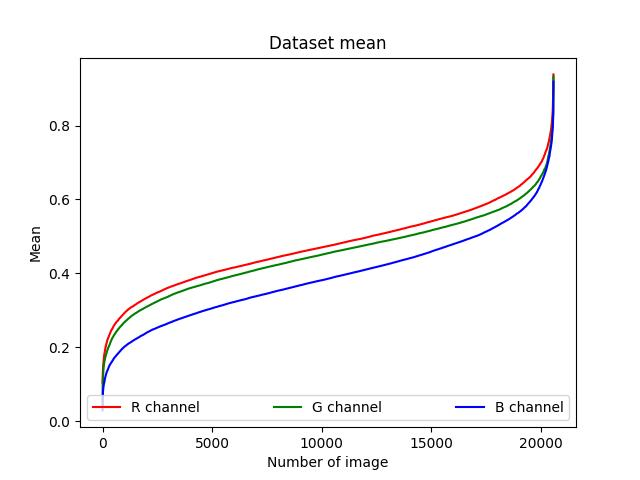 Dataset mean
Mean
0.8
0.6
0.4
0.2
0.0
R channel G channel B channel
0 5000 10000 15000 20000
Number of image